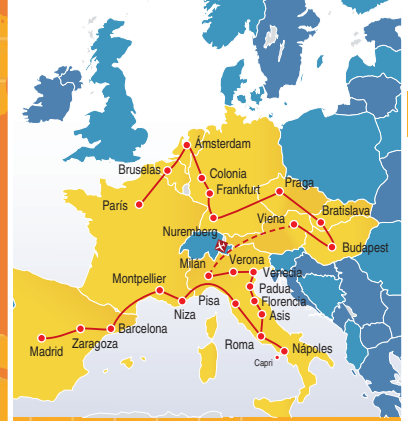 Ámsterdam
Bruselas
Colonia
Frankfurt
Praga
París
Viena
Bratislava
Nuremberg
Budapest
Milán
Verona
Venecia
Montpellier
Padua
Niza
Pisa
Florencia
Asis
Madrid
Zaragoza
Barcelona
Roma
Nápoles
Capri